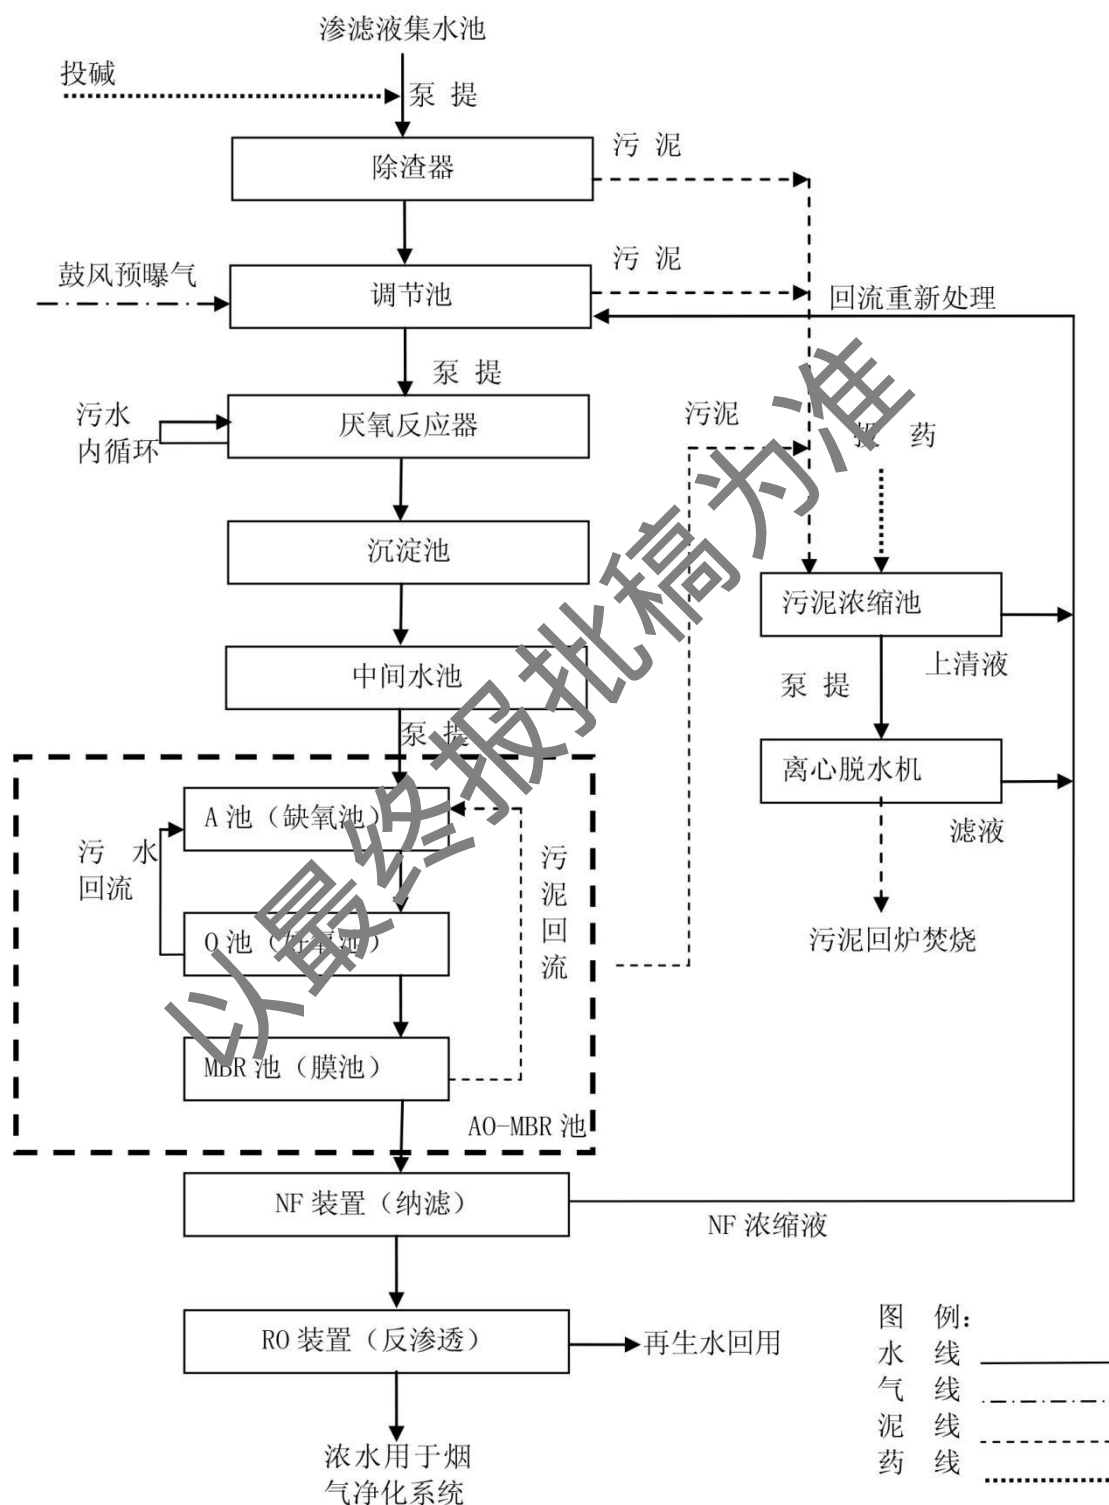 渗滤液集水池
投碱
泵 提
污 泥
除渣器
鼓风预曝气
污 泥
调节池
回流重新处理
泵 提
污水
内循环
厌氧反应器
污泥
投 药
沉淀池
污泥浓缩池
上清液
中间水池
泵 提
泵 提
离心脱水机
滤液
A 池（缺氧池）
污 水
回流
污
泥
回
流
O 池（好氧池）
污泥回炉焚烧
MBR 池（膜池）
AO-MBR 池
NF 装置（纳滤）
NF 浓缩液
RO 装置（反渗透）
再生水回用
浓水用于烟
气净化系统
图 例：
水 线
气 线
泥 线
药 线
以最终报批稿为准